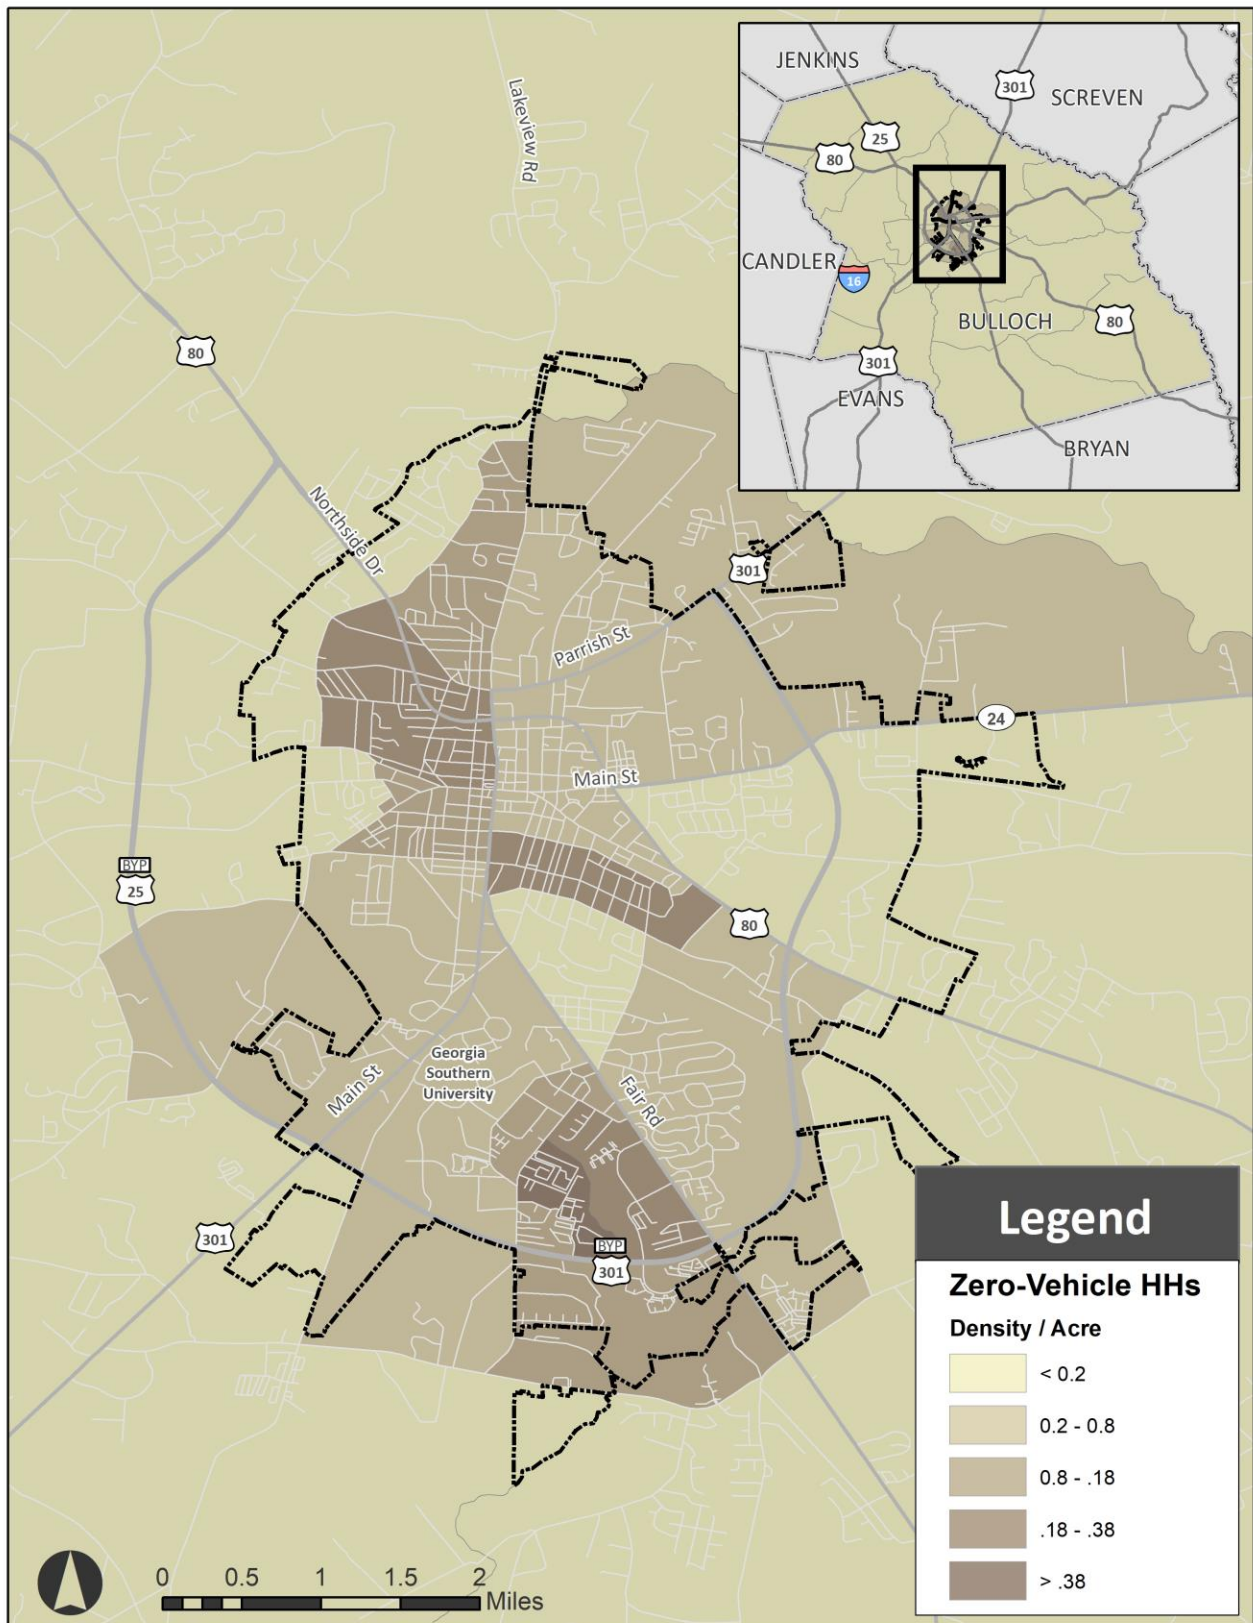 JENKINS
301
SCREVEN
25
80
CANDLER
16
BULLOCH
80
301
EVANS
BRYAN
Lakeview Rd
80
Northside Dr
301
Parrish St
24
Main St
BYP
25
80
Georgia
Southern
University
Main St
Fair Rd
301
BYP
301
Legend
Zero-Vehicle HHs
Density / Acre
< 0.2
0.2 - 0.8
0.8 - .18
.18 - .38
> .38
0 0.5 1 1.5 2
Miles